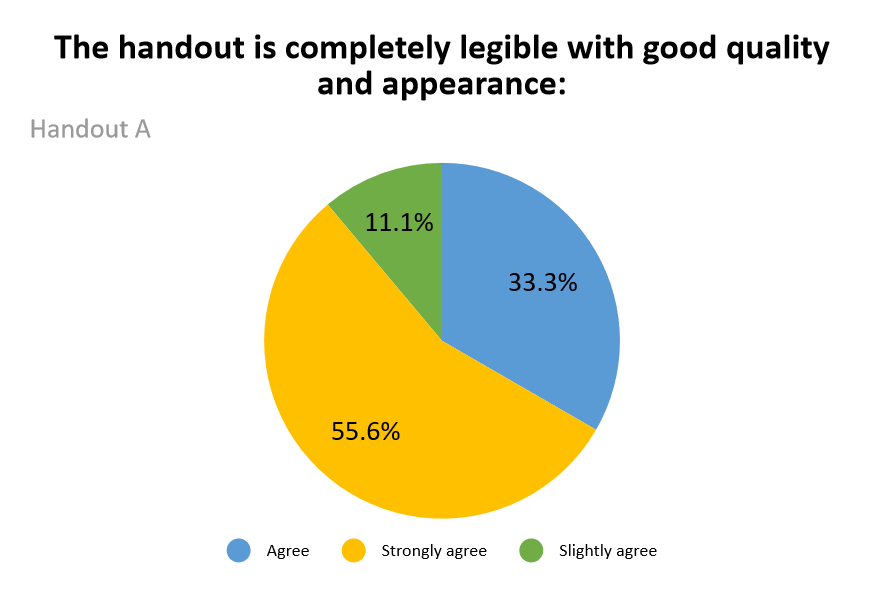 The handout is completely legible with good quality
and appearance:
Handout A
11.1%
33.3%
55.6%
Agree
Strongly agree
Slightly agree